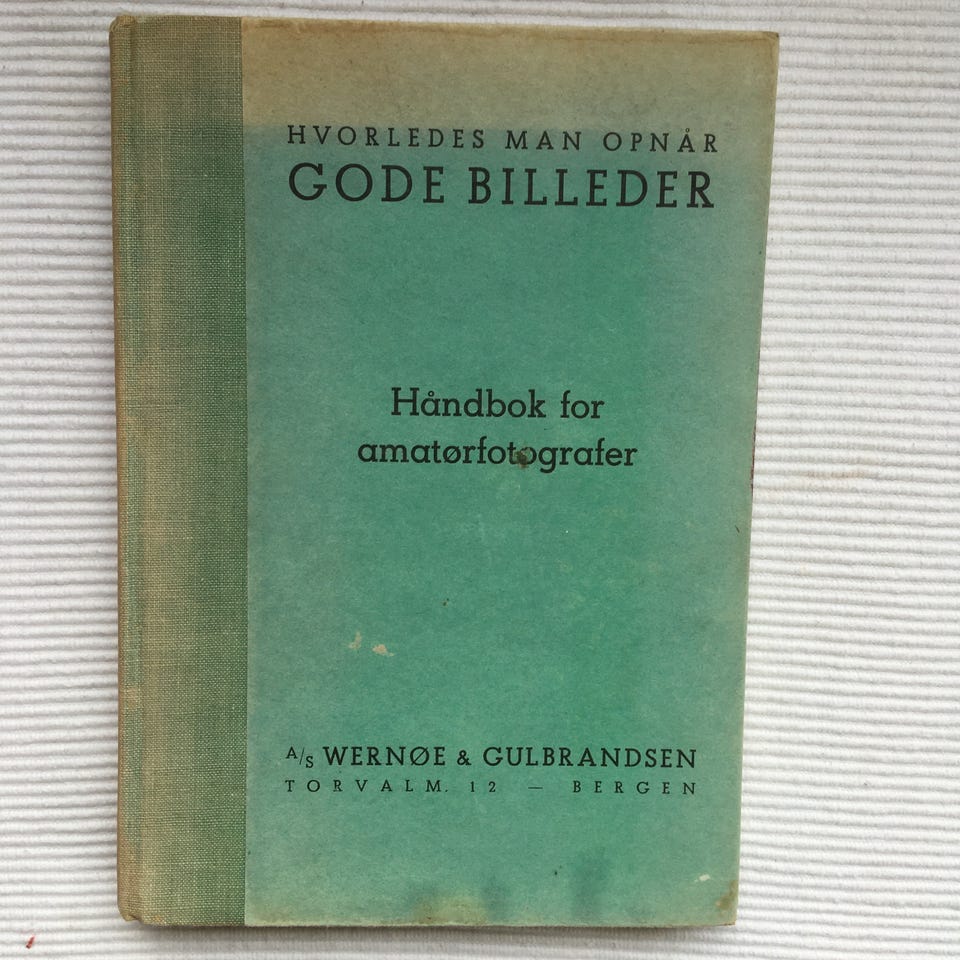 HVORLEDES MAN OPNÅR
GODE BILLEDER
Håndbok for
amatørfotografer
A/S WERNØE & GULBRANDSEN
TORVALM. 12 — BERGEN